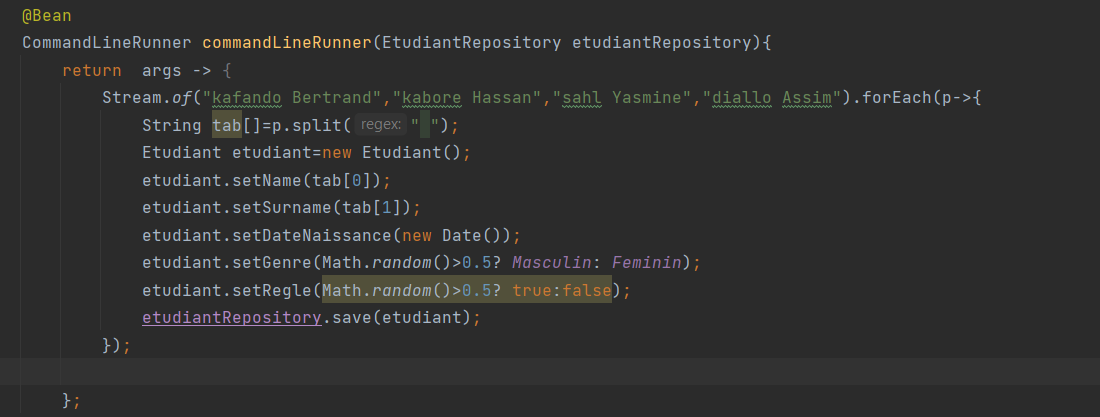 @Bean
CommandLineRunner commandLineRunner(EtudiantRepository etudiantRepository){
    return  args -> {
        Stream.of("kafando Bertrand","kabore Hassan","sahl Yasmine","diallo Assim").forEach(p->{
            String tab[]=p.split( regex: " ");
            Etudiant etudiant=new Etudiant();
            etudiant.setName(tab[0]);
            etudiant.setSurname(tab[1]);
            etudiant.setDateNaissance(new Date());
            etudiant.setGenre(Math.random()>0.5? Masculin: Feminin);
            etudiant.setRegle(Math.random()>0.5? true:false);
            etudiantRepository.save(etudiant);
        });
    };